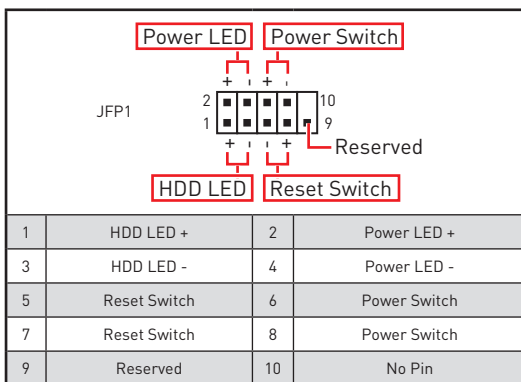 Power LED Power Switch
+ - + -
JFP1
2 10
1 9
+ - - +
Reserved
HDD LED Reset Switch
1 HDD LED + 2 Power LED +
3 HDD LED - 4 Power LED -
5 Reset Switch 6 Power Switch
7 Reset Switch 8 Power Switch
9 Reserved 10 No Pin